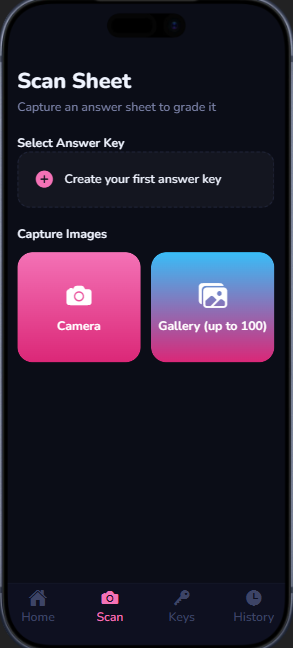 Scan Sheet
Capture an answer sheet to grade it
Select Answer Key
Create your first answer key
Capture Images
Camera
Gallery (up to 100)
Home
Scan
Keys
History